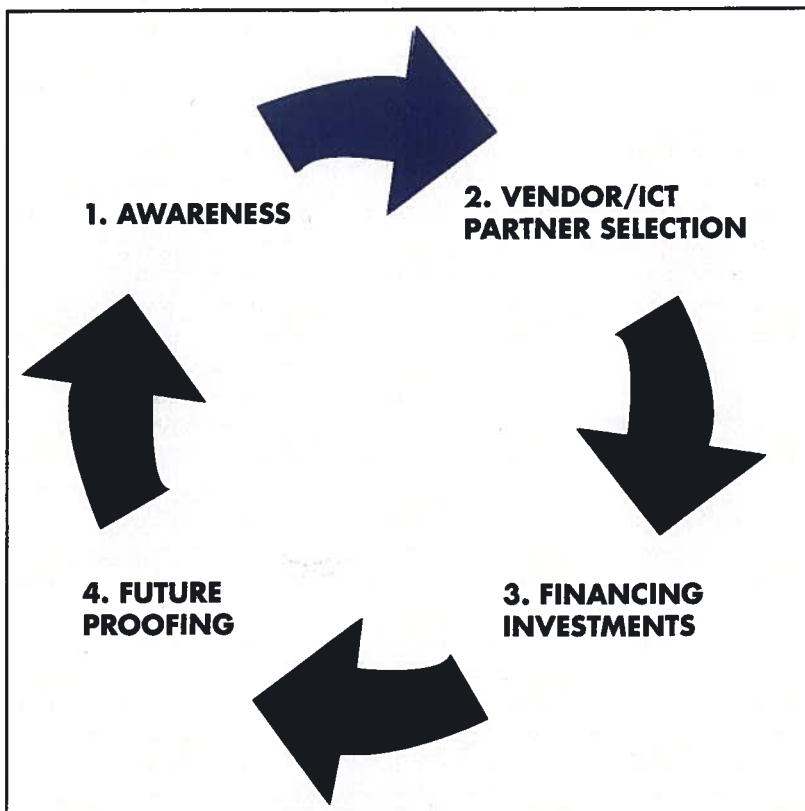 1. AWARENESS
2. VENDOR/ICT
PARTNER SELECTION
3. FINANCING
INVESTMENTS
4. FUTURE
PROOFING